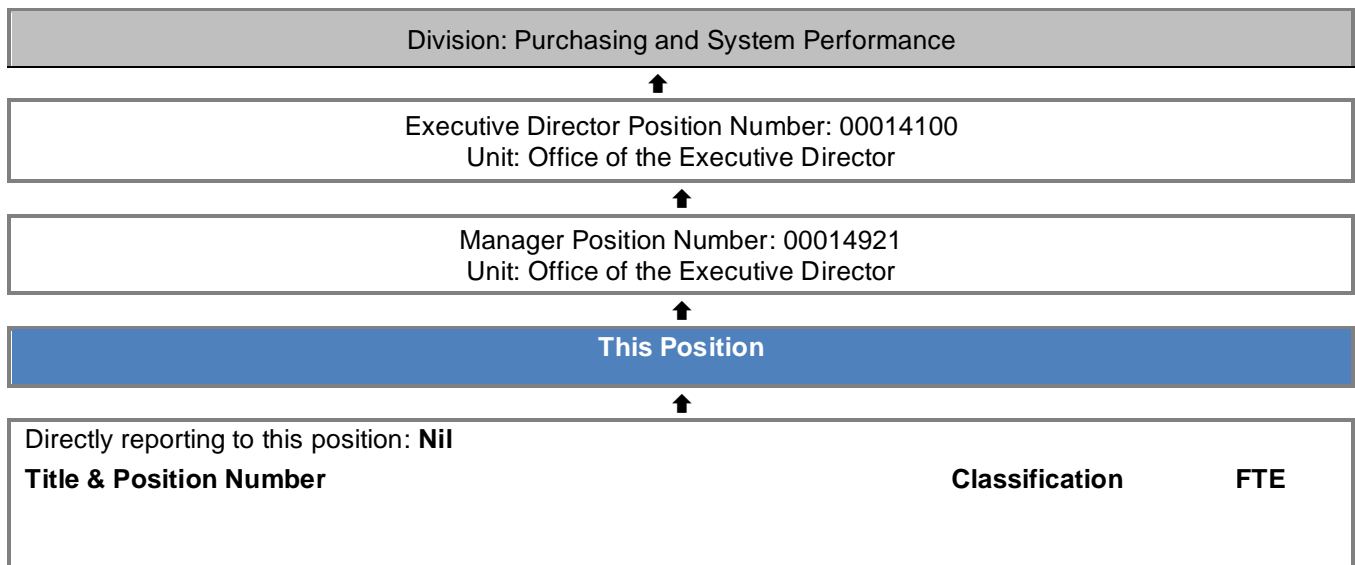 Division: Purchasing and System Performance
Executive Director Position Number: 00014100
Unit: Office of the Executive Director
Manager Position Number: 00014921
Unit: Office of the Executive Director
This Position
Directly reporting to this position: Nil
Title & Position Number Classification FTE